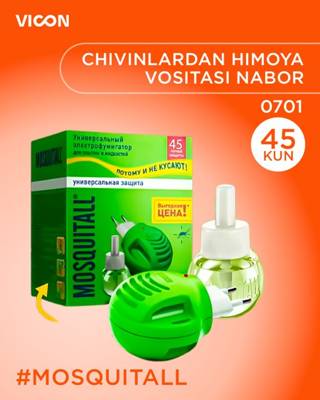 VICON
CHIVINLARDAN HIMOYA
VOSITASI NABOR
0701
45
KUN
Универсальный
электрофумигатор
45
ПОТОМУ И НЕ КУСАЮТ!
универсальная защита
Выгодная
ЦЕНА!
MOSQUITALL
#MOSQUITALL